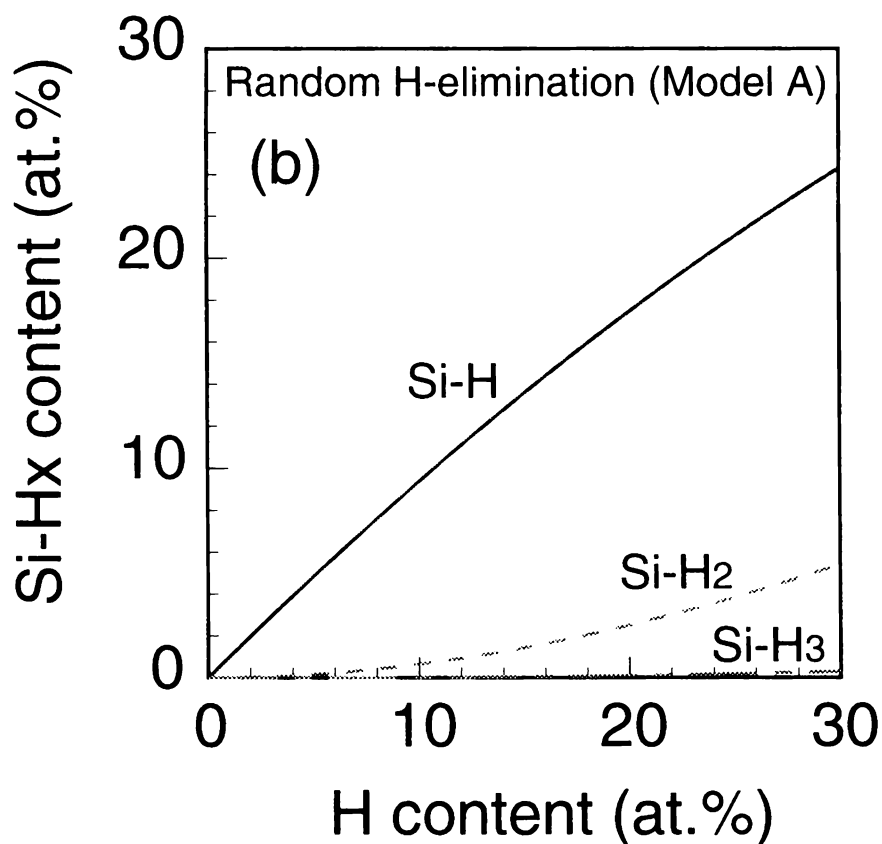 30
Random H-elimination (Model A)
(b)
20
Si-H
10
Si-H2
Si-H3
0
0 10 20 30
H content (at.%)
Si-Hx content (at.%)